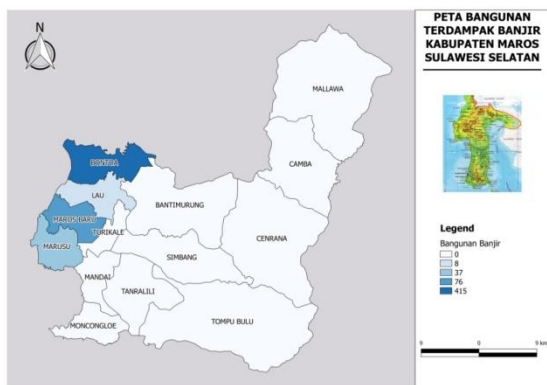 PETA BANGUNAN
TERDAMPAK BANJIR
KABUPATEN MAROS
SULAWESI SELATAN
N
MALLAWA
CAMBA
BONTOA
LAU
BANTIMURUNG
MAROS BARU
TURIKALE
CENRANA
MARUSU
SIMBANG
MANDAI
TANRALILI
MONCONGLOE
TOMPU BULU
Legend
Bangunan Banjir
0
8
37
76
415
9 0 9 km